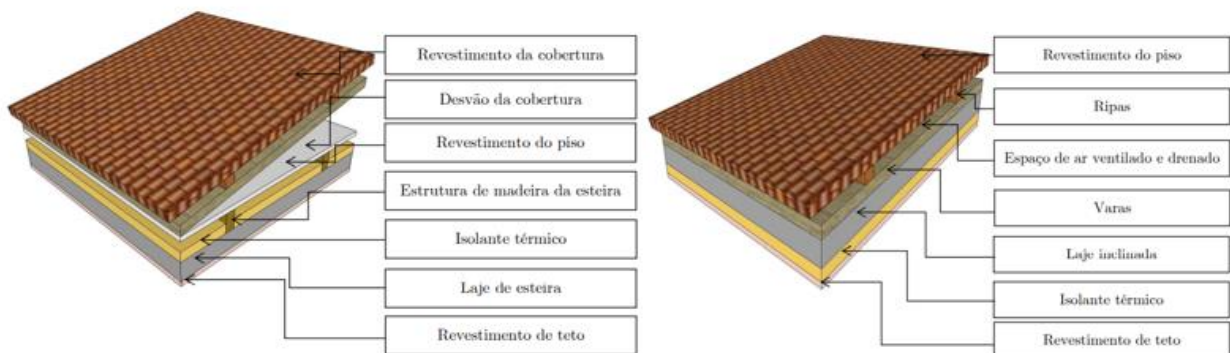 Revestimento da cobertura
Desvão da cobertura
Revestimento do piso
Estrutura de madeira da esteira
Isolante térmico
Laje de esteira
Revestimento de teto
Revestimento do piso
Ripas
Espaço de ar ventilado e drenado
Varas
Laje inclinada
Isolante térmico
Revestimento de teto